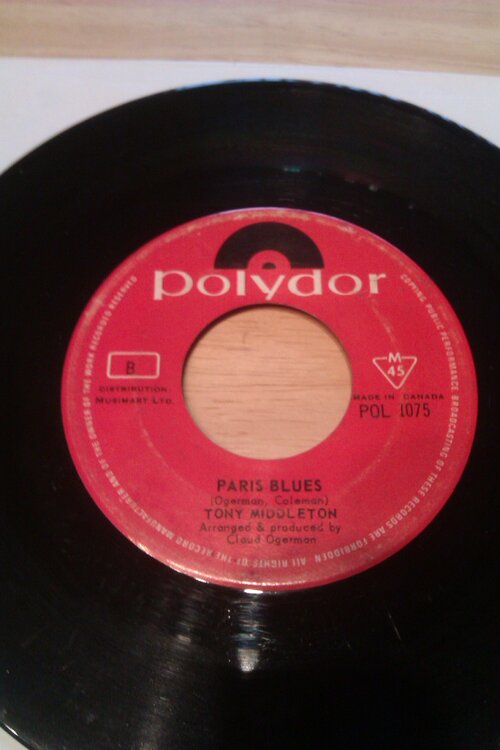 polydor
B
DISTRIBUTION:
MUSIMART LTD.
M
45
MADE IN CANADA
POL 1075
PARIS BLUES
(Ogerman, Coleman)
TONY MIDDLETON
Arranged & produced by
Claud Ogerman
ALL RIGHTS OF THE RECORD MANUFACTURER AND OF THE OWNER OF THE WORK RECORDED RESERVED
COPYING PUBLIC PERFORMANCE BROADCASTING OF THESE RECORDS ARE FORBIDDEN